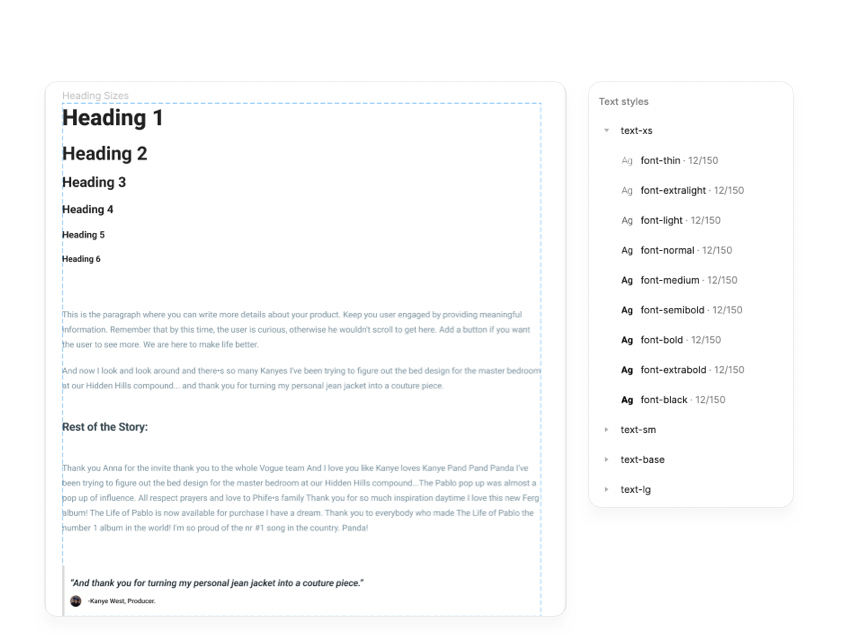 Heading Sizes
Heading 1
Heading 2
Heading 3
Heading 4
Heading 5
Heading 6
This is the paragraph where you can write more details about your product. Keep you user engaged by providing meaningful
information. Remember that by this time, the user is curious, otherwise he wouldn't scroll to get here. Add a button if you want
the user to see more. We are here to make life better.
And now I look and look around and there•s so many Kanyes I've been trying to figure out the bed design for the master bedroom
at our Hidden Hills compound... and thank you for turning my personal jean jacket into a couture piece.
Rest of the Story:
Thank you Anna for the invite thank you to the whole Vogue team And I love you like Kanye loves Kanye Pand Pand Panda I've
been trying to figure out the bed design for the master bedroom at our Hidden Hills compound...The Pablo pop up was almost a
pop up of influence. All respect prayers and love to Phife•s family Thank you for so much inspiration daytime I love this new Ferg
album! The Life of Pablo is now available for purchase I have a dream. Thank you to everybody who made The Life of Pablo the
number 1 album in the world! I'm so proud of the nr #1 song in the country. Panda!
"And thank you for turning my personal jean jacket into a couture piece."
-Kanye West, Producer.
Text styles
text-xs
Ag font-thin · 12/150
Ag font-extralight · 12/150
Ag font-light · 12/150
Ag font-normal · 12/150
Ag font-medium · 12/150
Ag font-semibold · 12/150
Ag font-bold · 12/150
Ag font-extrabold · 12/150
Ag font-black · 12/150
text-sm
text-base
text-lg